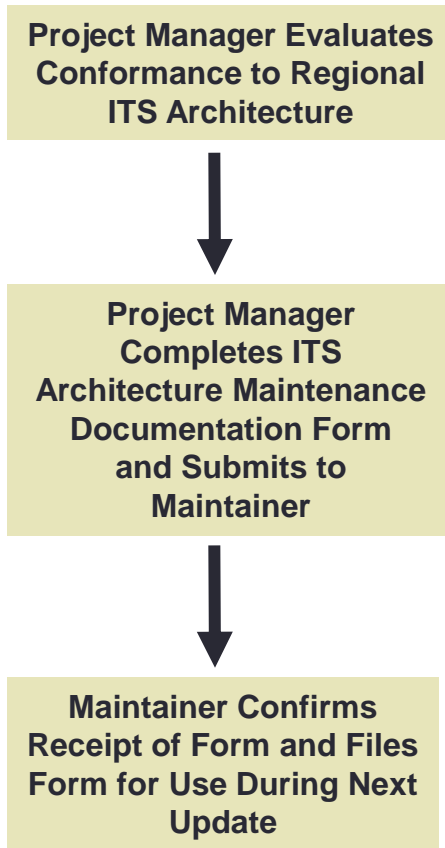 Project Manager Evaluates
Conformance to Regional
ITS Architecture
Project Manager
Completes ITS
Architecture Maintenance
Documentation Form
and Submits to
Maintainer
Maintainer Confirms
Receipt of Form and Files
Form for Use During Next
Update